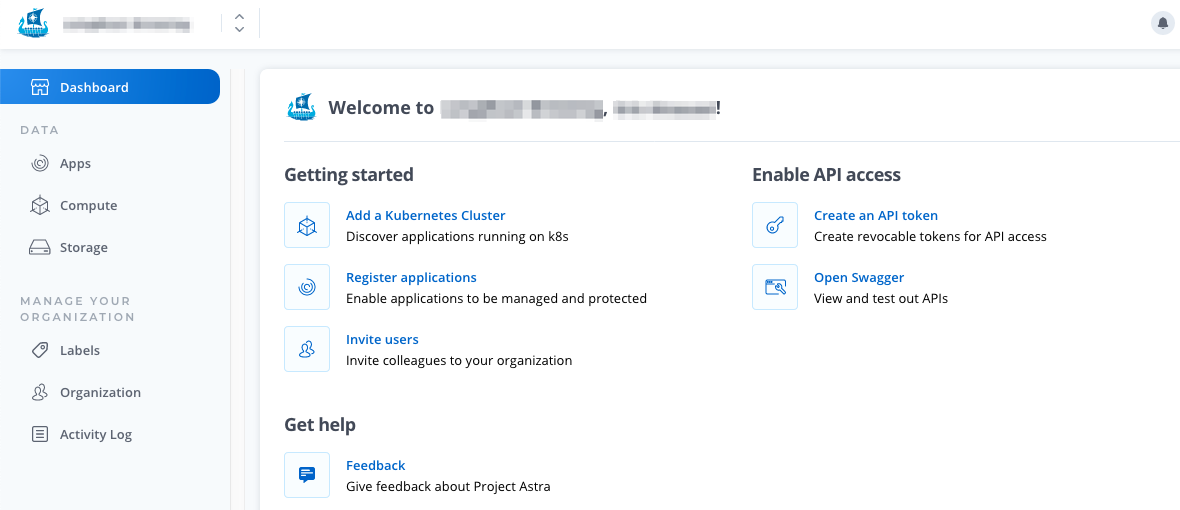 Dashboard
DATA
Apps
Compute
Storage
MANAGE YOUR
ORGANIZATION
Labels
Organization
Activity Log
Welcome to , !
Getting started
Add a Kubernetes Cluster
Discover applications running on k8s
Register applications
Enable applications to be managed and protected
Invite users
Invite colleagues to your organization
Enable API access
Create an API token
Create revocable tokens for API access
Open Swagger
View and test out APIs
Get help
Feedback
Give feedback about Project Astra